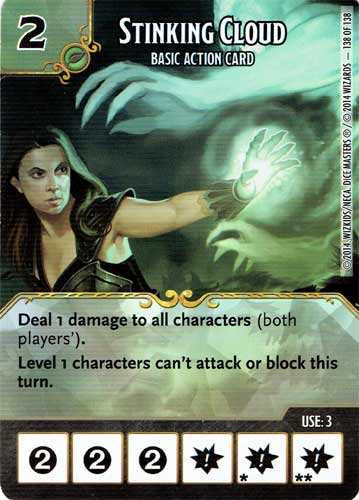 2
STINKING CLOUD
BASIC ACTION CARD
©2014 WIZKIDS/NECA. DICE MASTERS ® / © 2014 WIZARDS — 138 OF 138
Deal 1 damage to all characters (both
players').
Level 1 characters can't attack or block this
turn.
USE: 3
2 2 2 ! ! !
* **